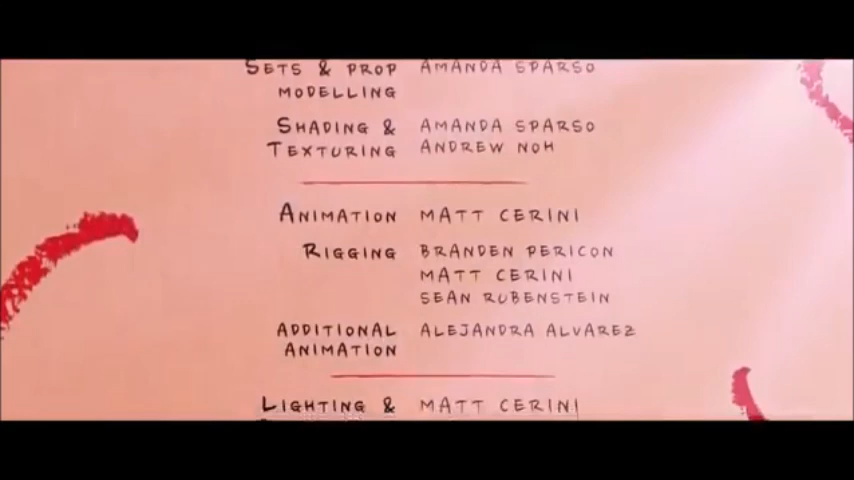 SETS & PROP AMANDA SPARSO
MODELLING
SHADING & AMANDA SPARSO
TEXTURING ANDREW NOH
ANIMATION MATT CERINI
RIGGING BRANDEN PERICON
MATT CERINI
SEAN RUBENSTEIN
ADDITIONAL ALEJANDRA ALVAREZ
ANIMATION
LIGHTING & MATT CERINI